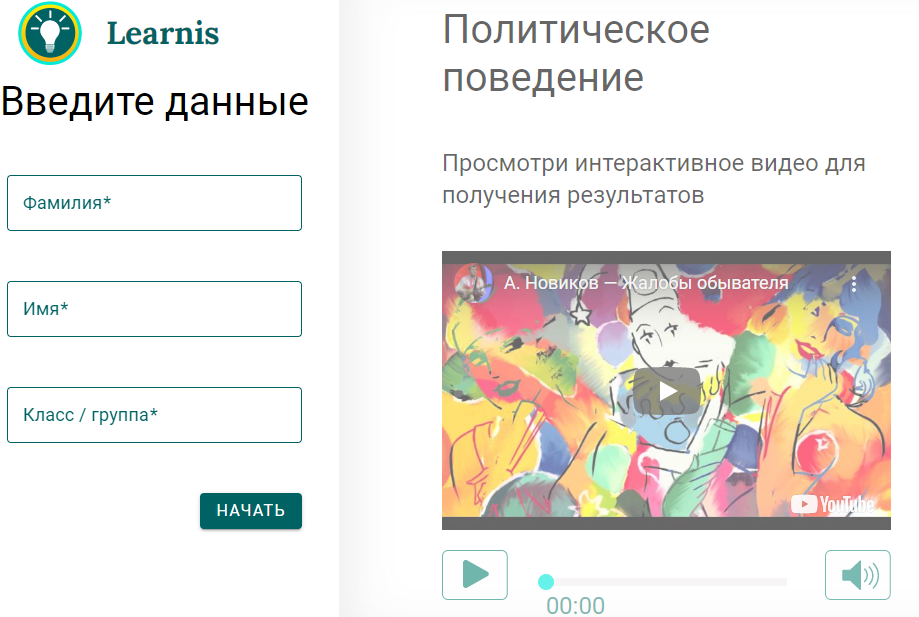 Learnis
Введите данные
Фамилия*
Имя*
Класс / группа*
НАЧАТЬ
Политическое
поведение
Просмотри интерактивное видео для
получения результатов
А. Новиков — Жалобы обывателя
YouTube
00:00